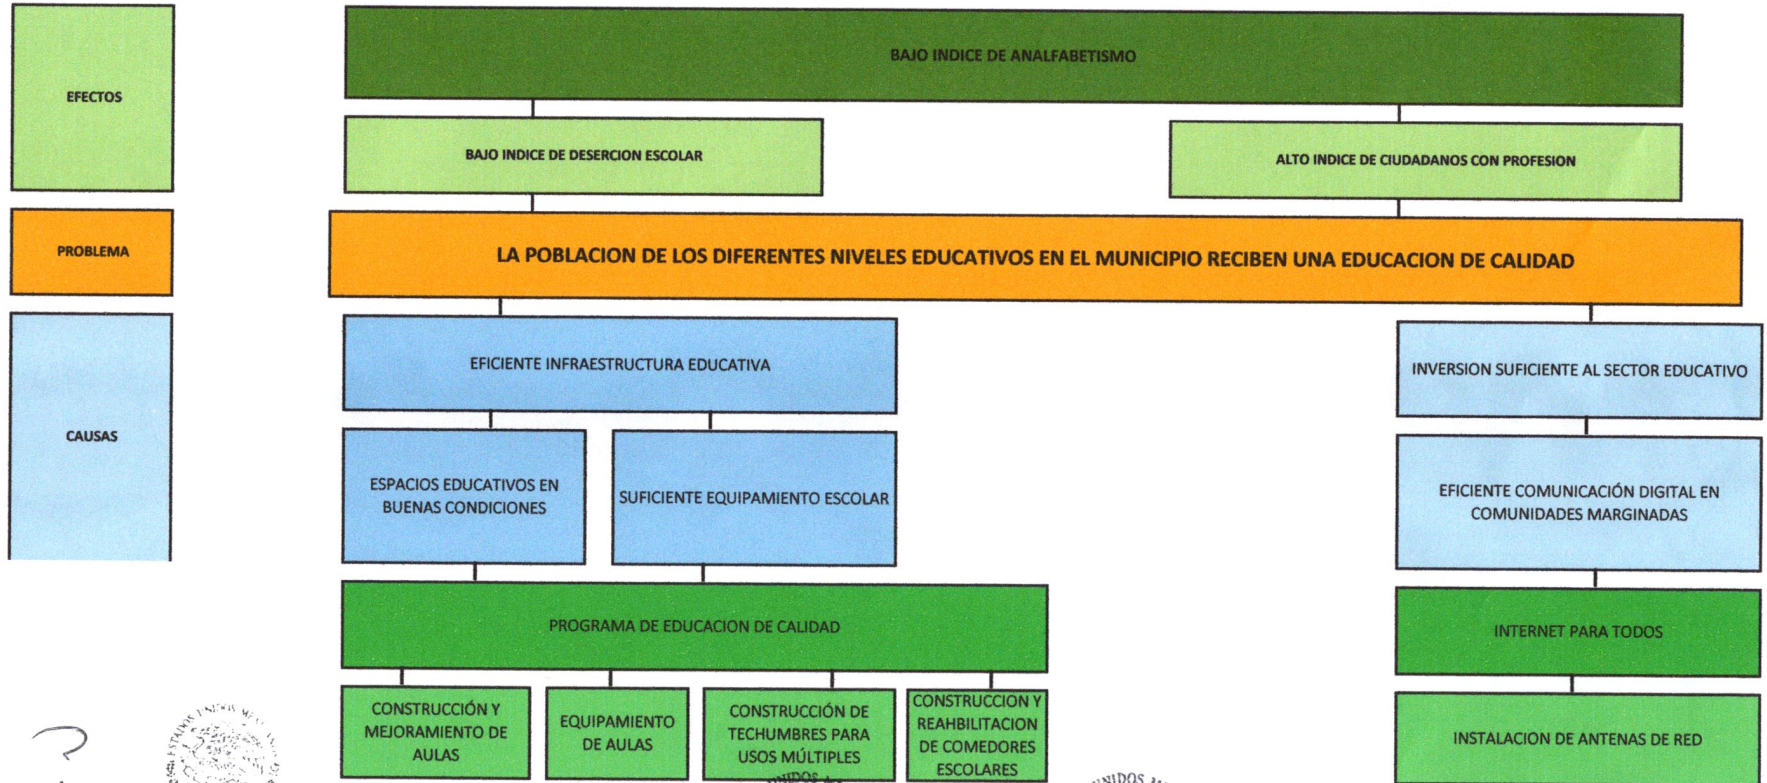 EFECTOS
BAJO INDICE DE ANALFABETISMO
BAJO INDICE DE DESERCION ESCOLAR
ALTO INDICE DE CIUDADANOS CON PROFESION
PROBLEMA
LA POBLACION DE LOS DIFERENTES NIVELES EDUCATIVOS EN EL MUNICIPIO RECIBEN UNA EDUCACION DE CALIDAD
CAUSAS
EFICIENTE INFRAESTRUCTURA EDUCATIVA
INVERSION SUFICIENTE AL SECTOR EDUCATIVO
ESPACIOS EDUCATIVOS EN
BUENAS CONDICIONES
SUFICIENTE EQUIPAMIENTO ESCOLAR
EFICIENTE COMUNICACIÓN DIGITAL EN
COMUNIDADES MARGINADAS
PROGRAMA DE EDUCACION DE CALIDAD
INTERNET PARA TODOS
CONSTRUCCIÓN Y
MEJORAMIENTO DE
AULAS
EQUIPAMIENTO
DE AULAS
CONSTRUCCIÓN DE
TECHUMBRES PARA
USOS MÚLTIPLES
CONSTRUCCION Y
REAHBILITACION
DE COMEDORES
ESCOLARES
INSTALACION DE ANTENAS DE RED
ESTADOS UNIDOS